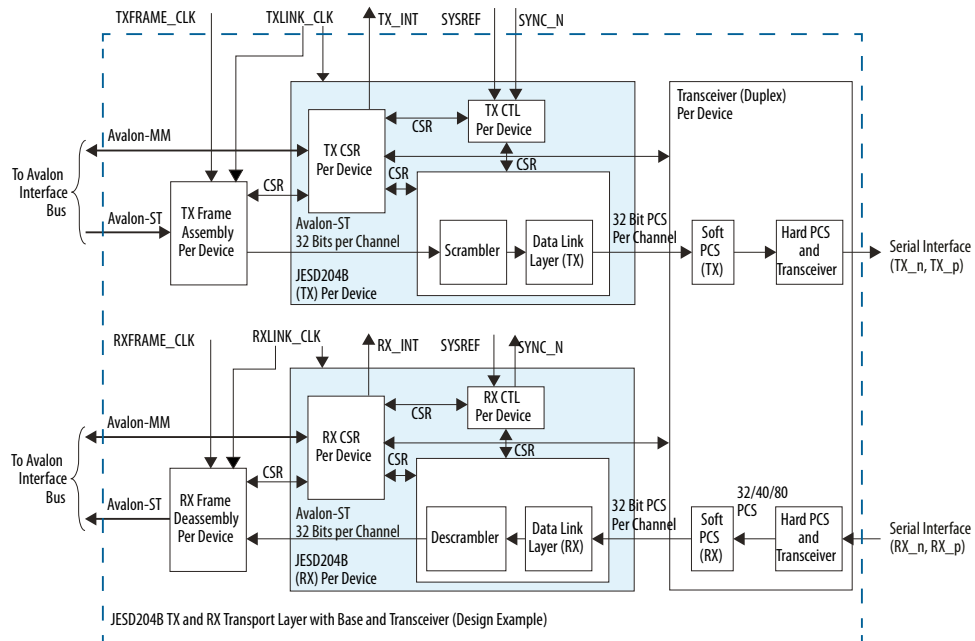 TXFRAME_CLK
TXLINK_CLK
TX_INT
SYSREF
SYNC_N
Transceiver (Duplex)
Per Device
TX CTL
Per Device
CSR
TX CSR
Per Device
Avalon-MM
CSR
To Avalon
Interface
Bus
CSR
CSR
Avalon-ST
TX Frame
Assembly
Per Device
Avalon-ST
32 Bits per Channel
Scrambler
Data Link
Layer (TX)
32 Bit PCS
Per Channel
Soft
PCS
(TX)
Hard PCS
and
Transceiver
Serial Interface
(TX_n, TX_p)
JESD204B
(TX) Per Device
RXFRAME_CLK
RXLINK_CLK
RX_INT
SYSREF
SYNC_N
RX CTL
Per Device
CSR
RX CSR
Per Device
Avalon-MM
CSR
To Avalon
Interface
Bus
CSR
CSR
Avalon-ST
RX Frame
Deassembly
Per Device
Avalon-ST
32 Bits per Channel
Descrambler
Data Link
Layer (RX)
32 Bit PCS
Per Channel
Soft
PCS
(RX)
32/40/80
PCS
Hard PCS
and
Transceiver
Serial Interface
(RX_n, RX_p)
JESD204B
(RX) Per Device
JESD204B TX and RX Transport Layer with Base and Transceiver (Design Example)